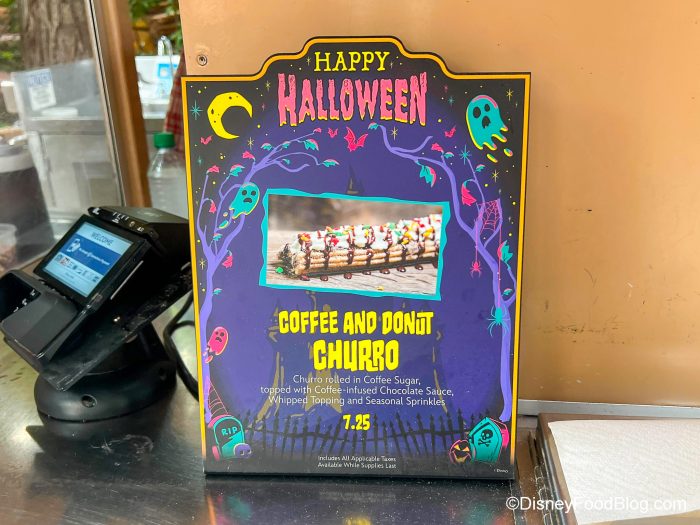 HAPPY
HALLOWEEN
COFFEE AND DONUT
CHURRO
Churro rolled in Coffee Sugar,
topped with Coffee-infused Chocolate Sauce,
Whipped Topping and Seasonal Sprinkles
7.25
RIP
Includes All Applicable Taxes
Available While Supplies Last
WELCOME
©DisneyFoodBlog.com